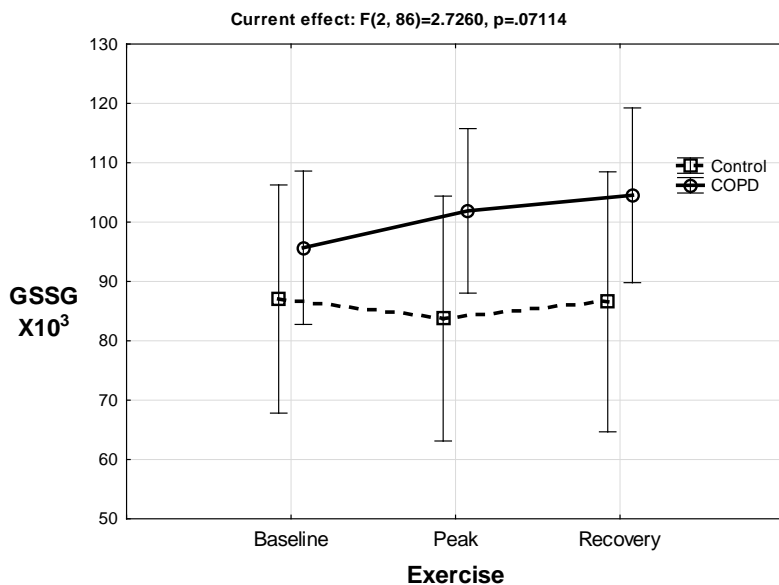 Current effect: F(2, 86)=2.7260, p=.07114
130
120
110
100
90
80
70
60
50
GSSG
X10³
Control
COPD
Baseline Peak Recovery
Exercise